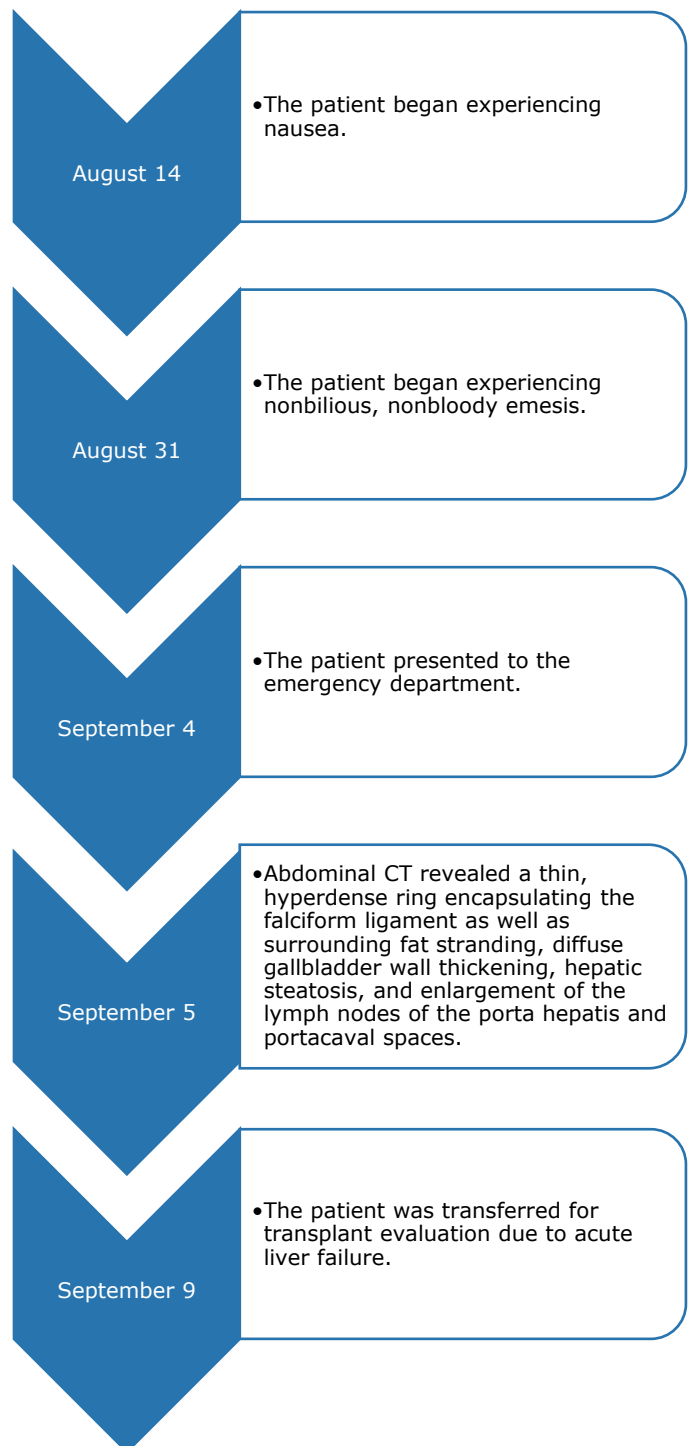 August 14
•The patient began experiencing
nausea.
August 31
•The patient began experiencing
nonbilious, nonbloody emesis.
September 4
•The patient presented to the
emergency department.
September 5
•Abdominal CT revealed a thin,
hyperdense ring encapsulating the
falciform ligament as well as
surrounding fat stranding, diffuse
gallbladder wall thickening, hepatic
steatosis, and enlargement of the
lymph nodes of the porta hepatis and
portacaval spaces.
September 9
•The patient was transferred for
transplant evaluation due to acute
liver failure.